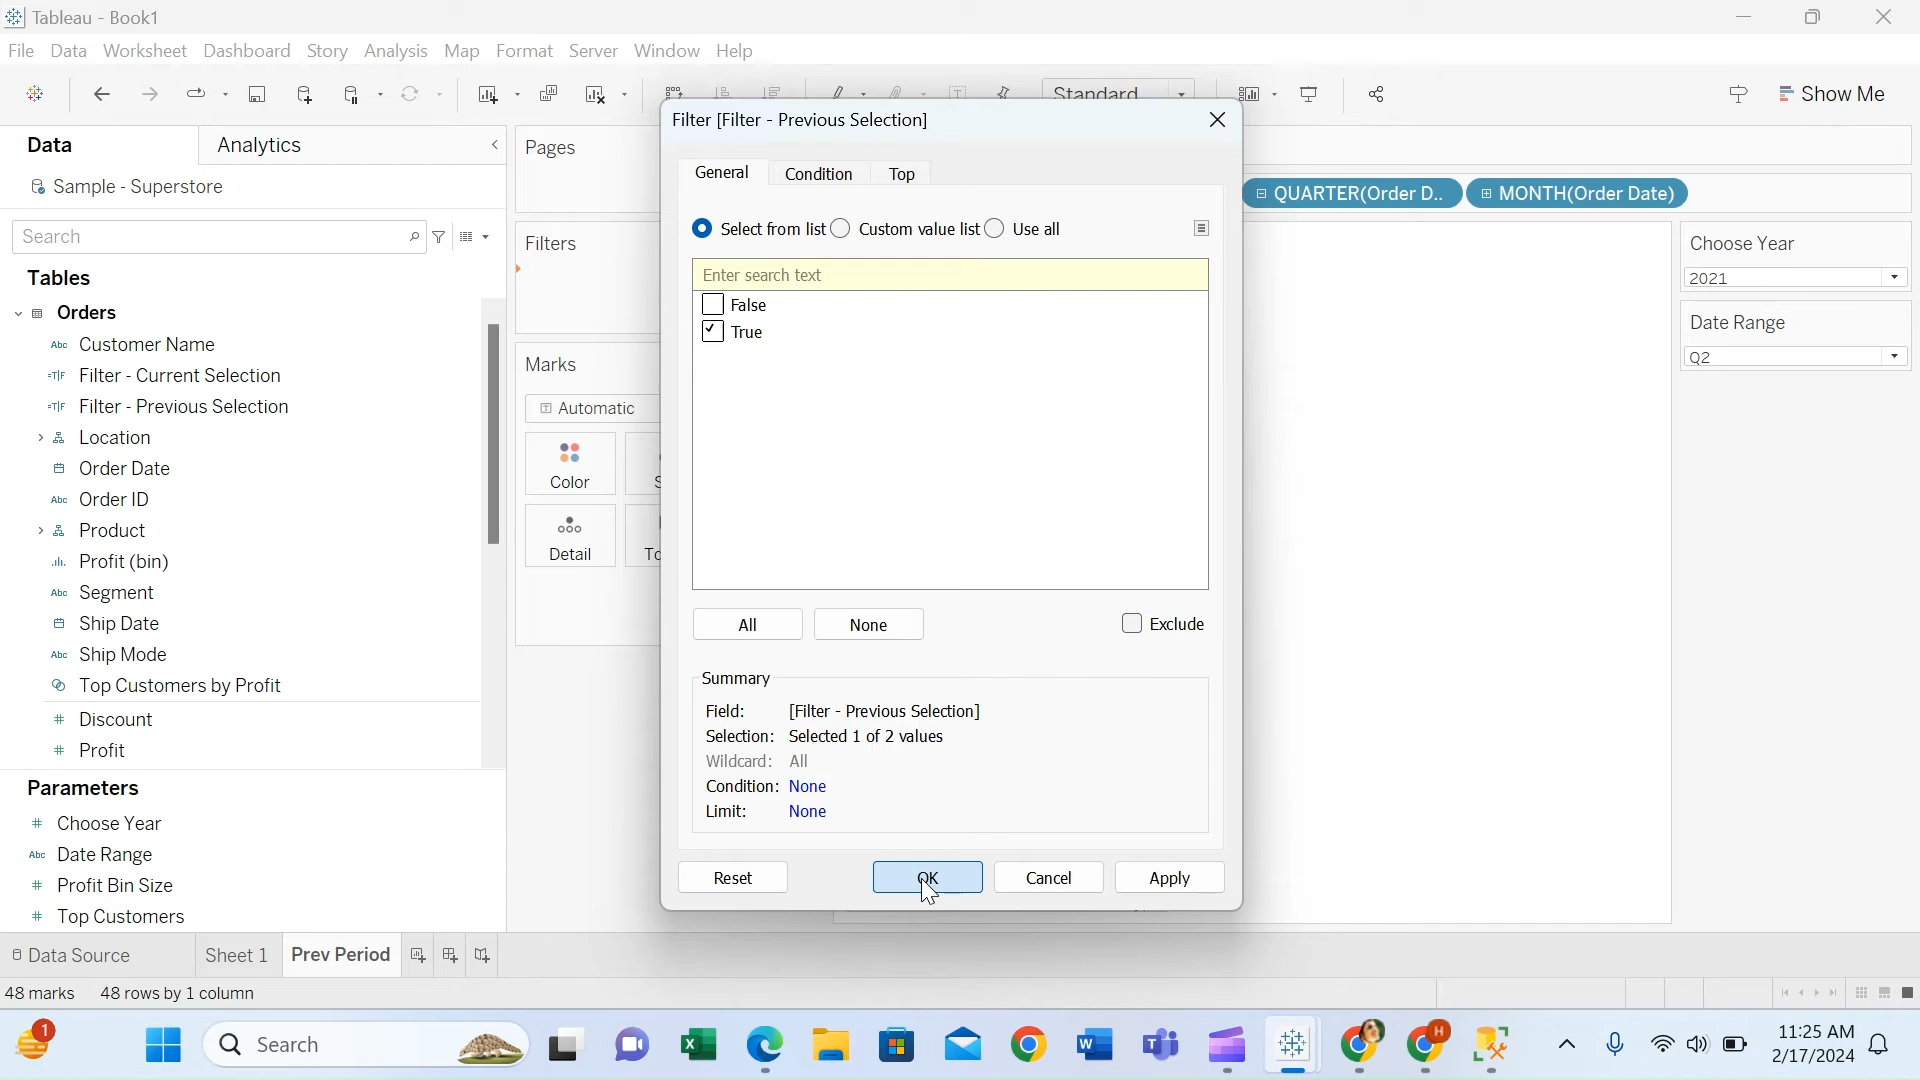 Tableau - Book1
File Data Worksheet Dashboard Story Analysis Map Format Server Window Help
Standard
Show Me
Data
Analytics
Sample - Superstore
Search
Tables
Orders
Abc Customer Name
=T|F Filter - Current Selection
=T|F Filter - Previous Selection
Location
Order Date
Abc Order ID
Product
Profit (bin)
Abc Segment
Ship Date
Abc Ship Mode
Top Customers by Profit
# Discount
# Profit
Parameters
# Choose Year
Abc Date Range
# Profit Bin Size
# Top Customers
Pages
Filters
Marks
Automatic
Color
Detail
Filter [Filter - Previous Selection]
General
Condition
Top
Select from list
Custom value list
Use all
Enter search text
False
True
All
None
Exclude
Summary
Field: [Filter - Previous Selection]
Selection: Selected 1 of 2 values
Wildcard: All
Condition: None
Limit: None
Reset
OK
Cancel
Apply
QUARTER(Order D..
MONTH(Order Date)
Choose Year
2021
Date Range
Q2
Data Source
Sheet 1
Prev Period
48 marks
48 rows by 1 column
1
Search
11:25 AM
2/17/2024